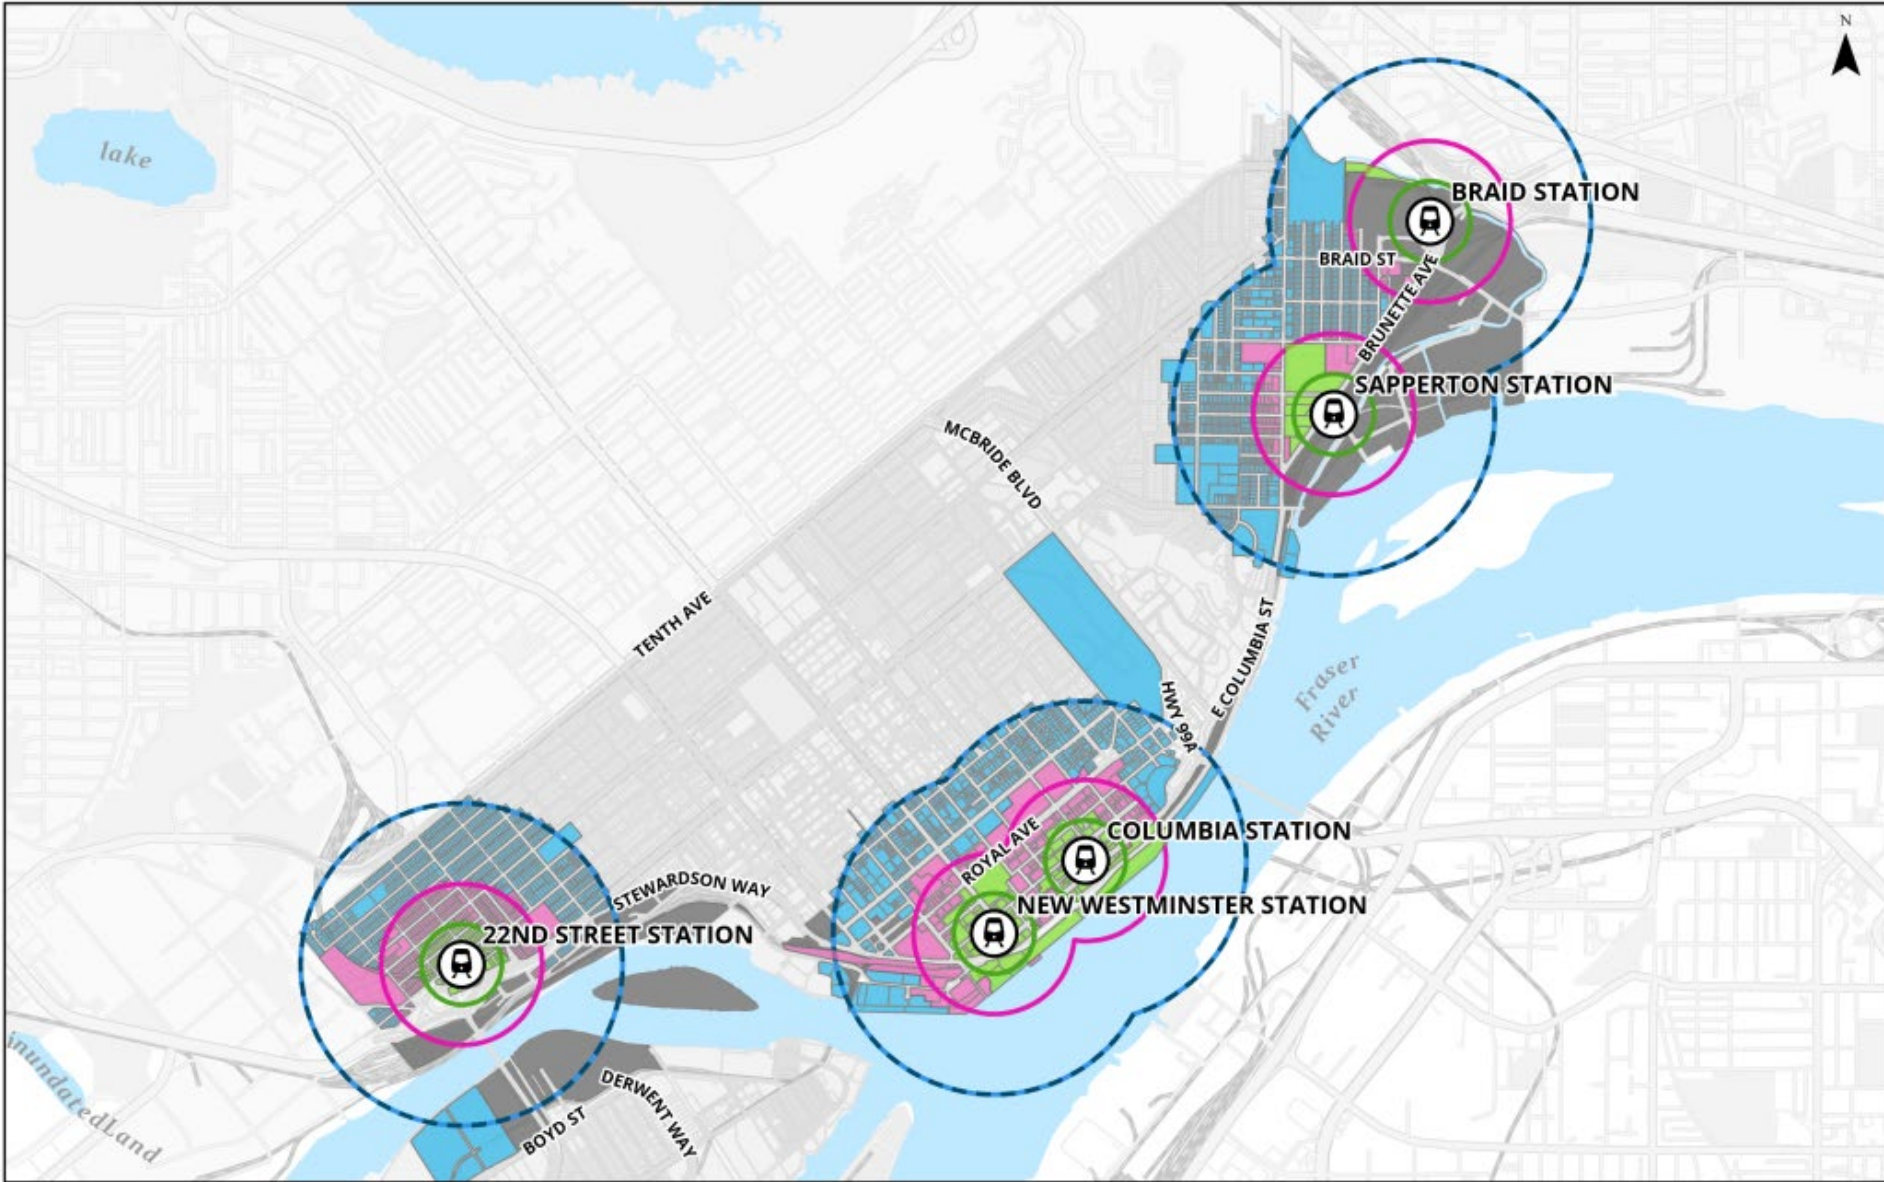 N
lake
BRAID STATION
BRAID ST
BRUNETTE AVE
SAPPERTON STATION
MCBRIDE BLVD
TENTH AVE
E COLUMBIA ST
Fraser
River
HWY 99A
COLUMBIA STATION
ROYAL AVE
STEWARDSON WAY
NEW WESTMINSTER STATION
22ND STREET STATION
inundatedLand
DERWENT WAY
BOYD ST